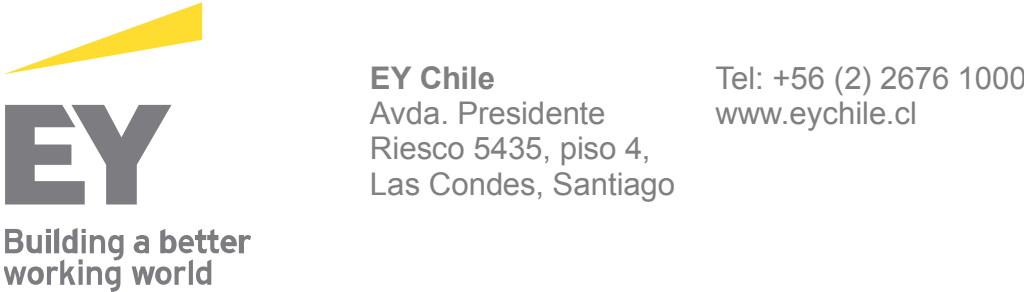 EY
Building a better
working world
EY Chile
Avda. Presidente
Riesco 5435, piso 4,
Las Condes, Santiago
Tel: +56 (2) 2676 1000
www.eychile.cl